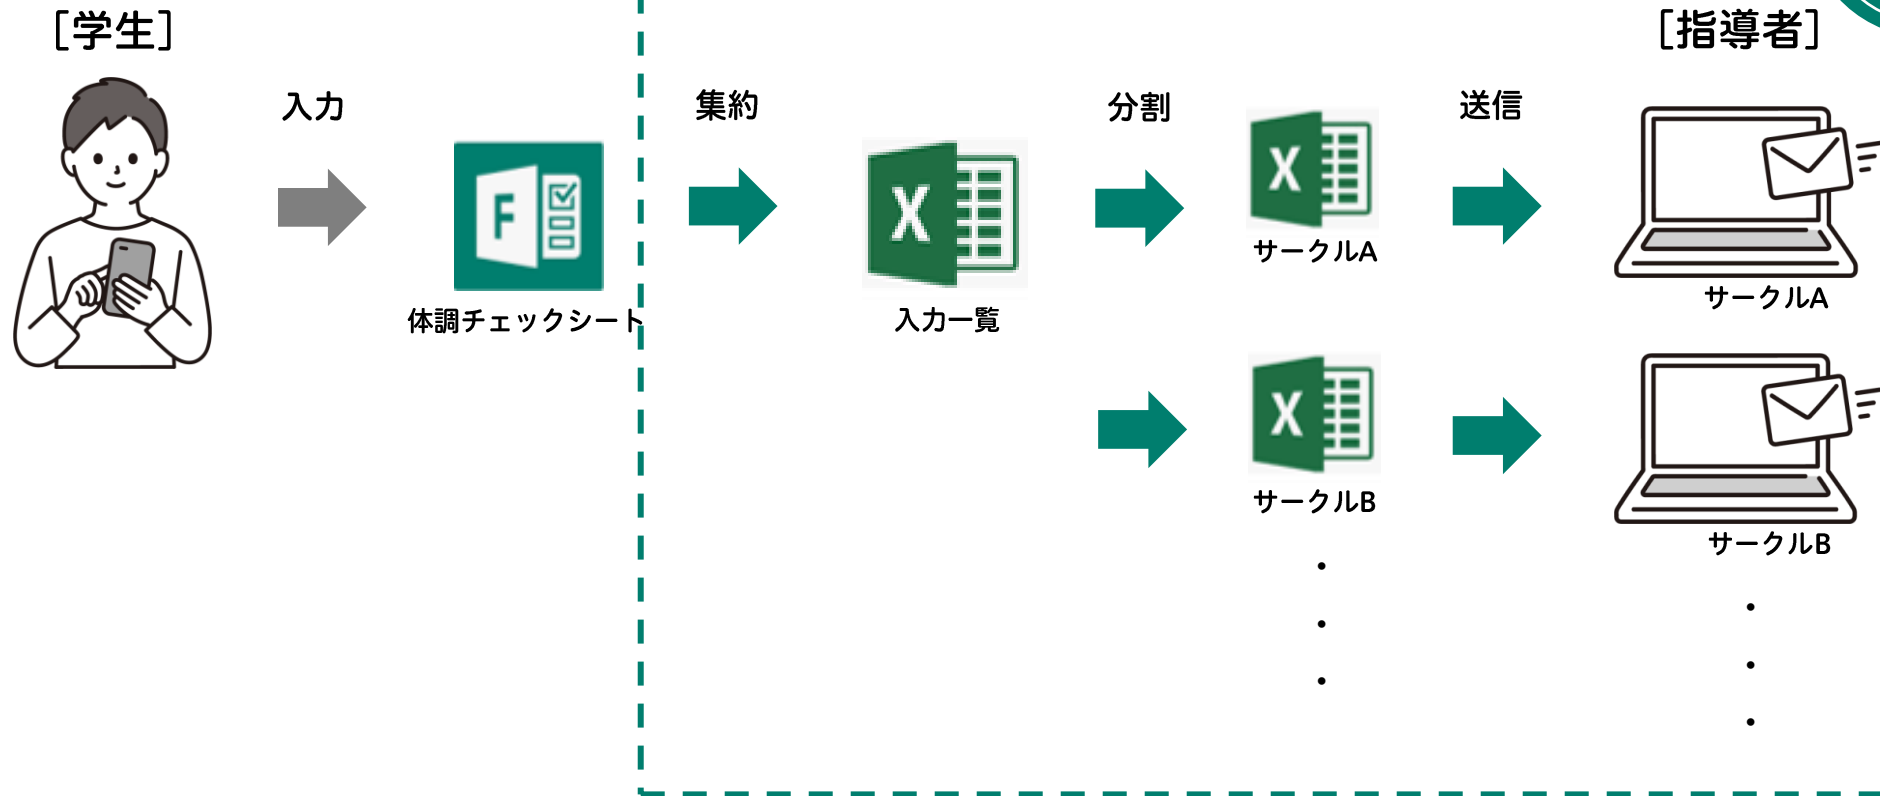 [学生]
[指導者]
入力
集約
分割
送信
F
X
X
体調チェックシート
入力一覧
サークルA
サークルA
X
サークルB
サークルB
・
・
・
・
・
・